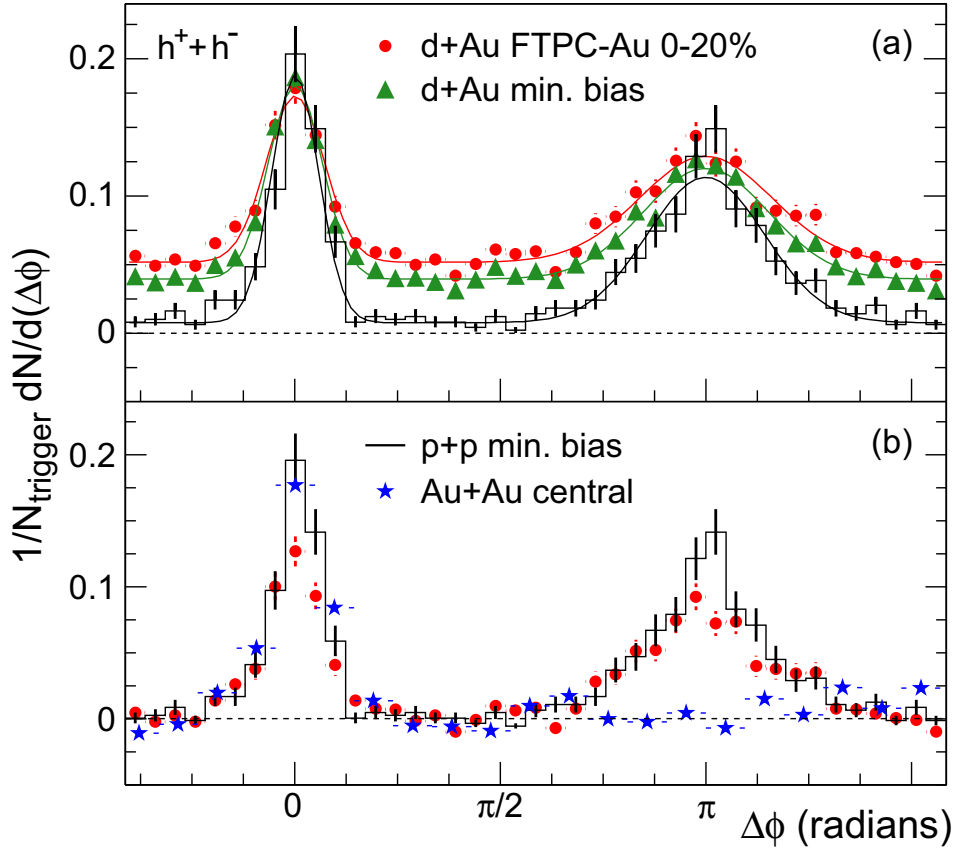 h⁺+h⁻
d+Au FTPC-Au 0-20%
(a)
d+Au min. bias
0.2
0.1
0
1/N_trigger dN/d(Δϕ)
p+p min. bias
(b)
Au+Au central
0.2
0.1
0
0 π/2 π
Δϕ (radians)